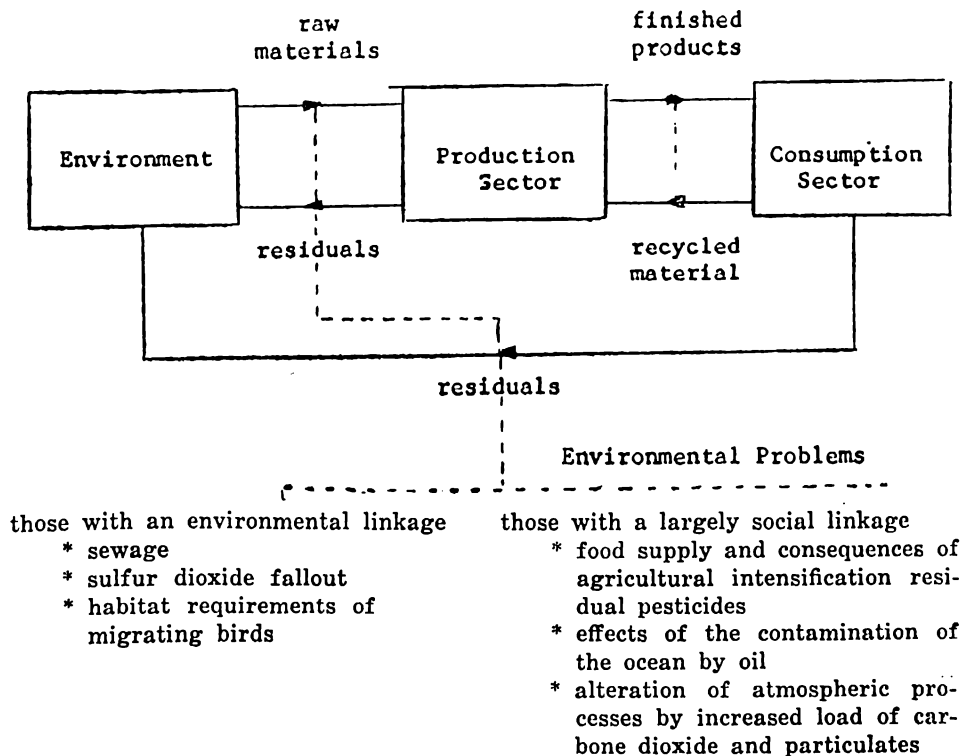 raw
materials
finished
products
Environment
Production
Sector
Consumption
Sector
residuals
recycled
material
residuals
Environmental Problems
those with an environmental linkage
* sewage
* sulfur dioxide fallout
* habitat requirements of
migrating birds
those with a largely social linkage
* food supply and consequences of
agricultural intensification resi-
dual pesticides
* effects of the contamination of
the ocean by oil
* alteration of atmospheric pro-
cesses by increased load of car-
bone dioxide and particulates